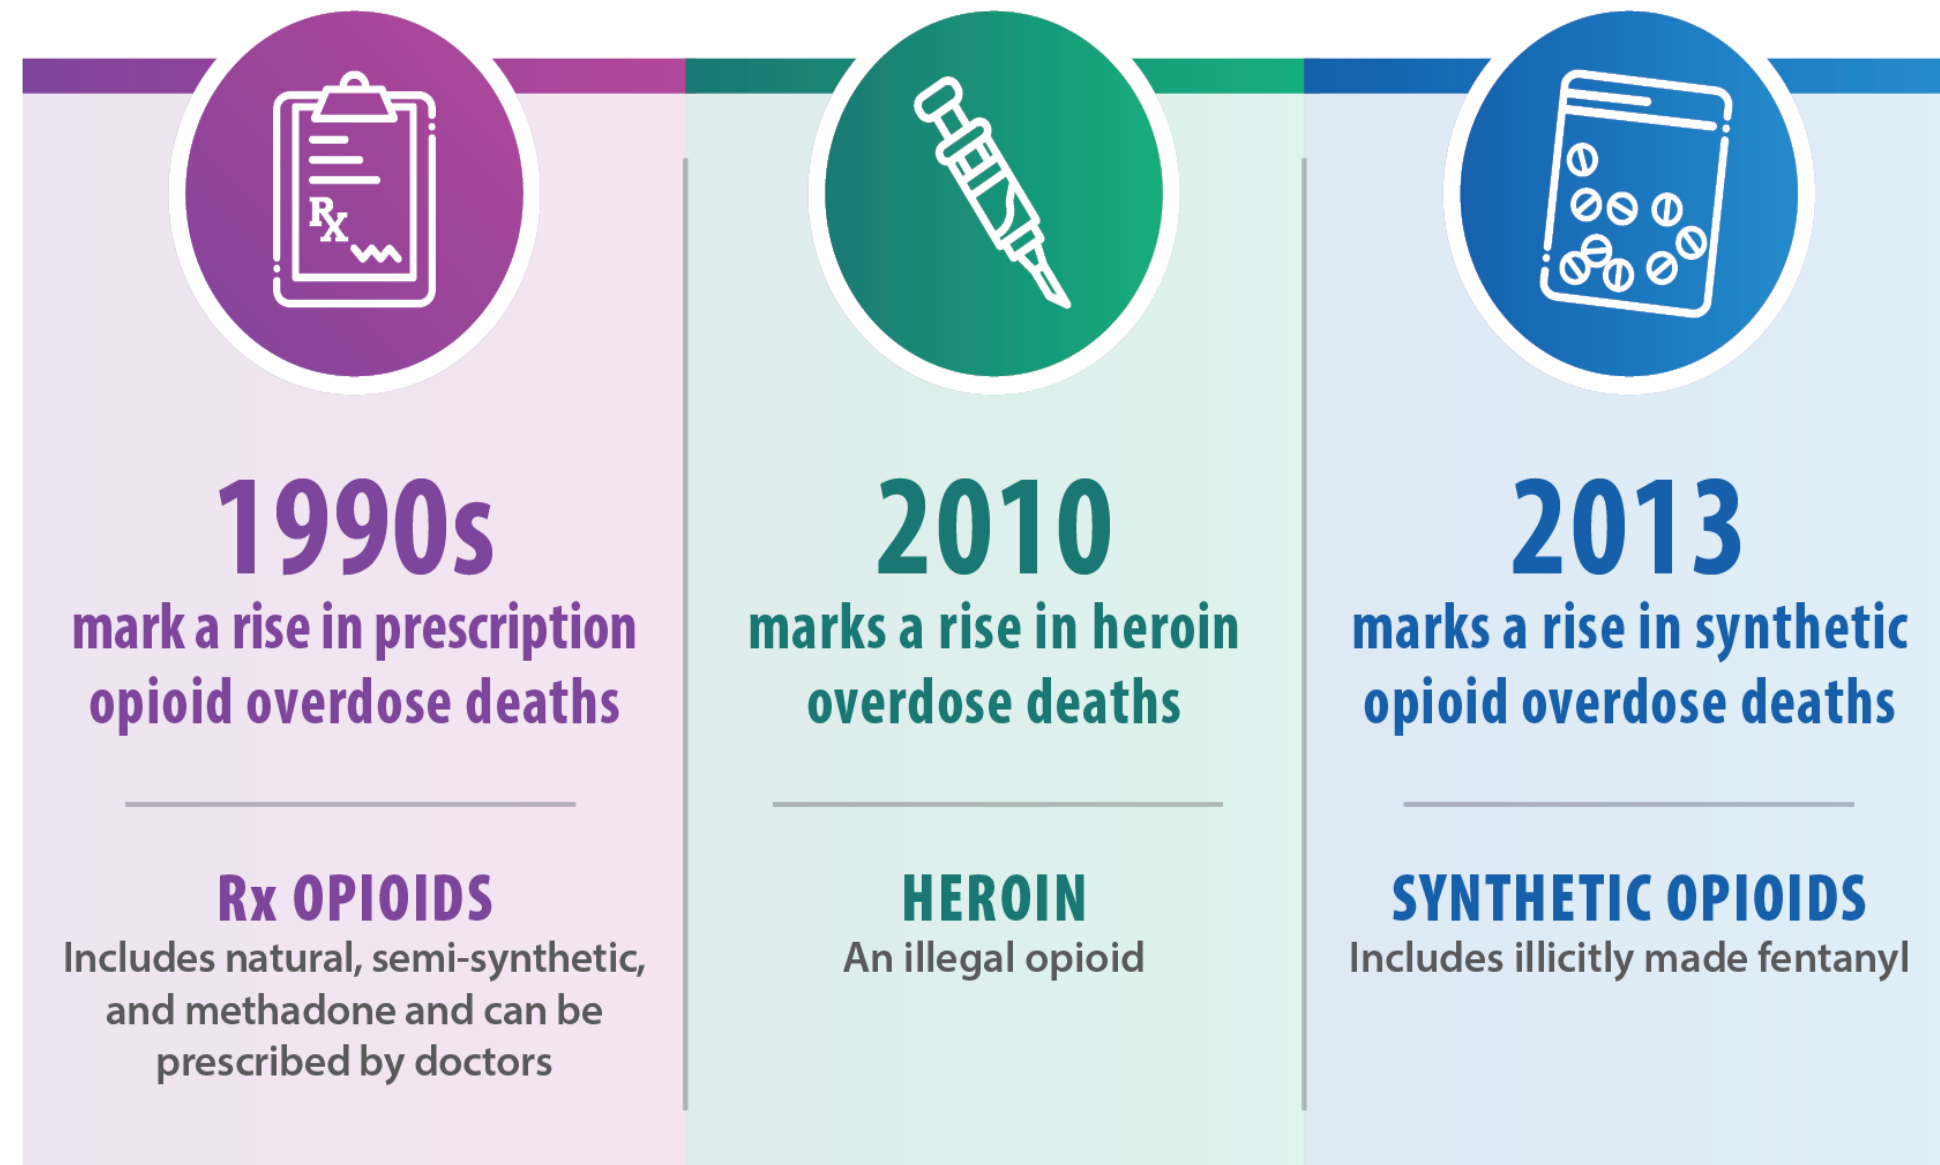 Rx
1990s
mark a rise in prescription
opioid overdose deaths
Rx OPIOIDS
Includes natural, semi-synthetic,
and methadone and can be
prescribed by doctors
2010
marks a rise in heroin
overdose deaths
HEROIN
An illegal opioid
2013
marks a rise in synthetic
opioid overdose deaths
SYNTHETIC OPIOIDS
Includes illicitly made fentanyl